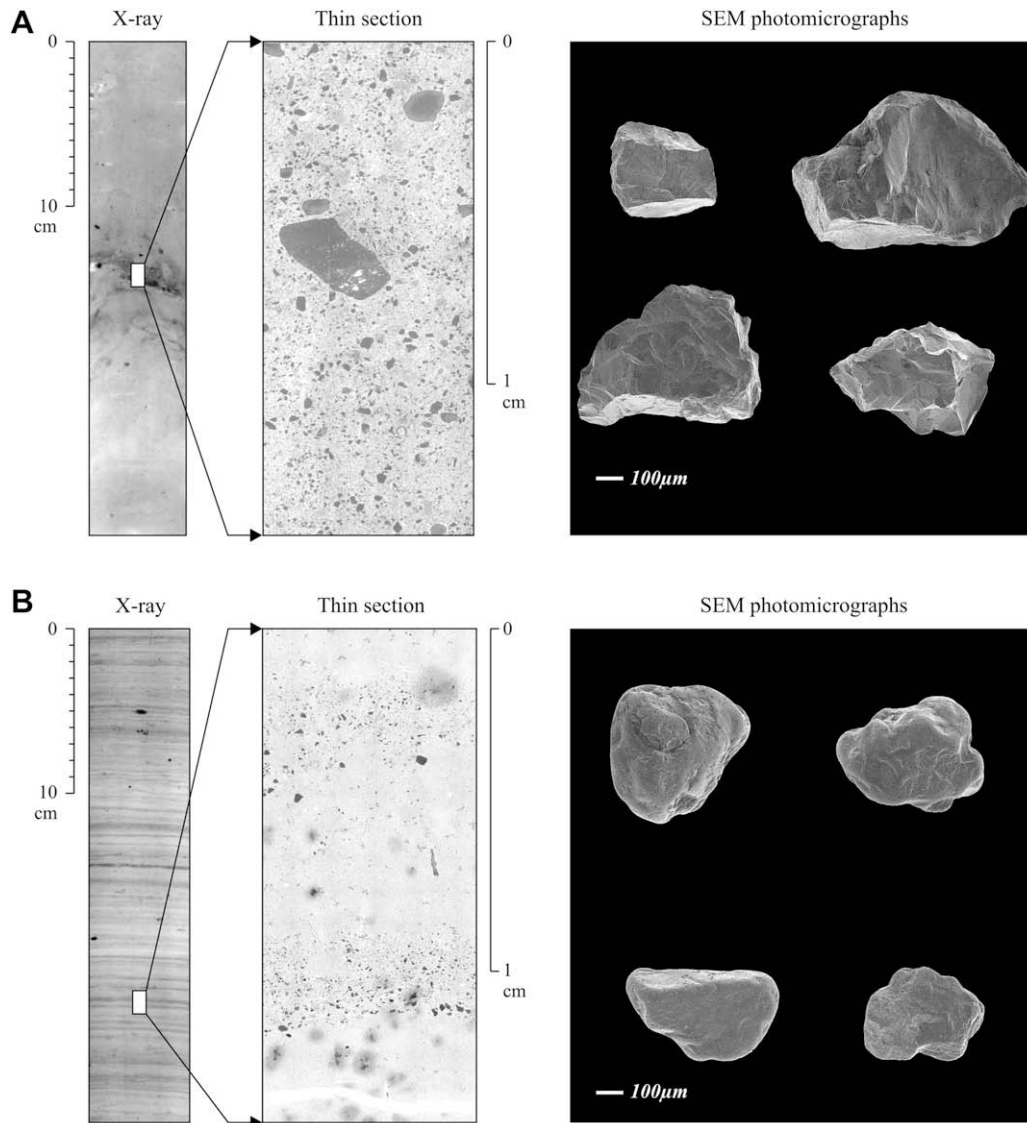 A
X-ray
Thin section
SEM photomicrographs
0
0
10
cm
1
cm
100µm
B
X-ray
Thin section
SEM photomicrographs
0
0
10
cm
1
cm
100µm